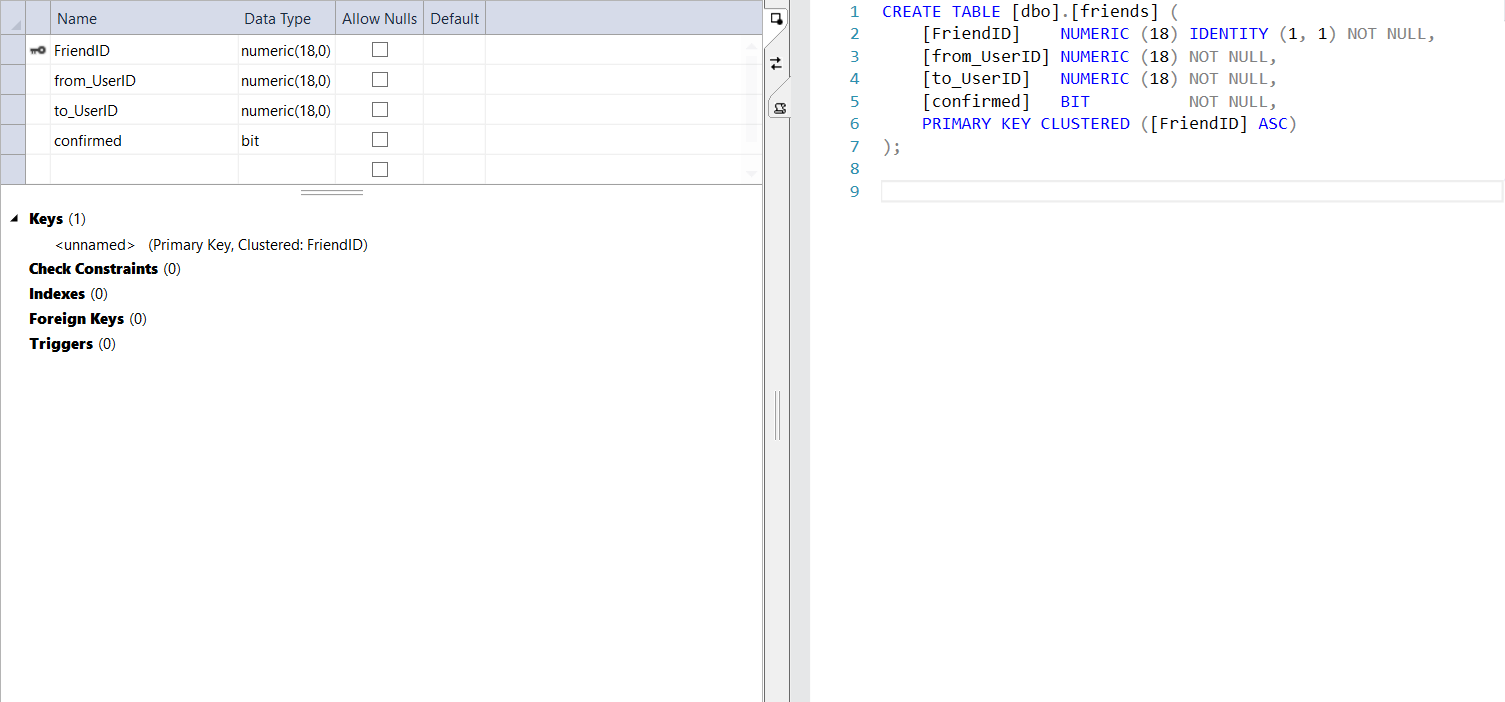 Name Data Type Allow Nulls Default
FriendID numeric(18,0)
from_UserID numeric(18,0)
to_UserID numeric(18,0)
confirmed bit
Keys (1)
<unnamed> (Primary Key, Clustered: FriendID)
Check Constraints (0)
Indexes (0)
Foreign Keys (0)
Triggers (0)
1 CREATE TABLE [dbo].[friends] (
2 [FriendID] NUMERIC (18) IDENTITY (1, 1) NOT NULL,
3 [from_UserID] NUMERIC (18) NOT NULL,
4 [to_UserID] NUMERIC (18) NOT NULL,
5 [confirmed] BIT NOT NULL,
6 PRIMARY KEY CLUSTERED ([FriendID] ASC)
7 );
8
9